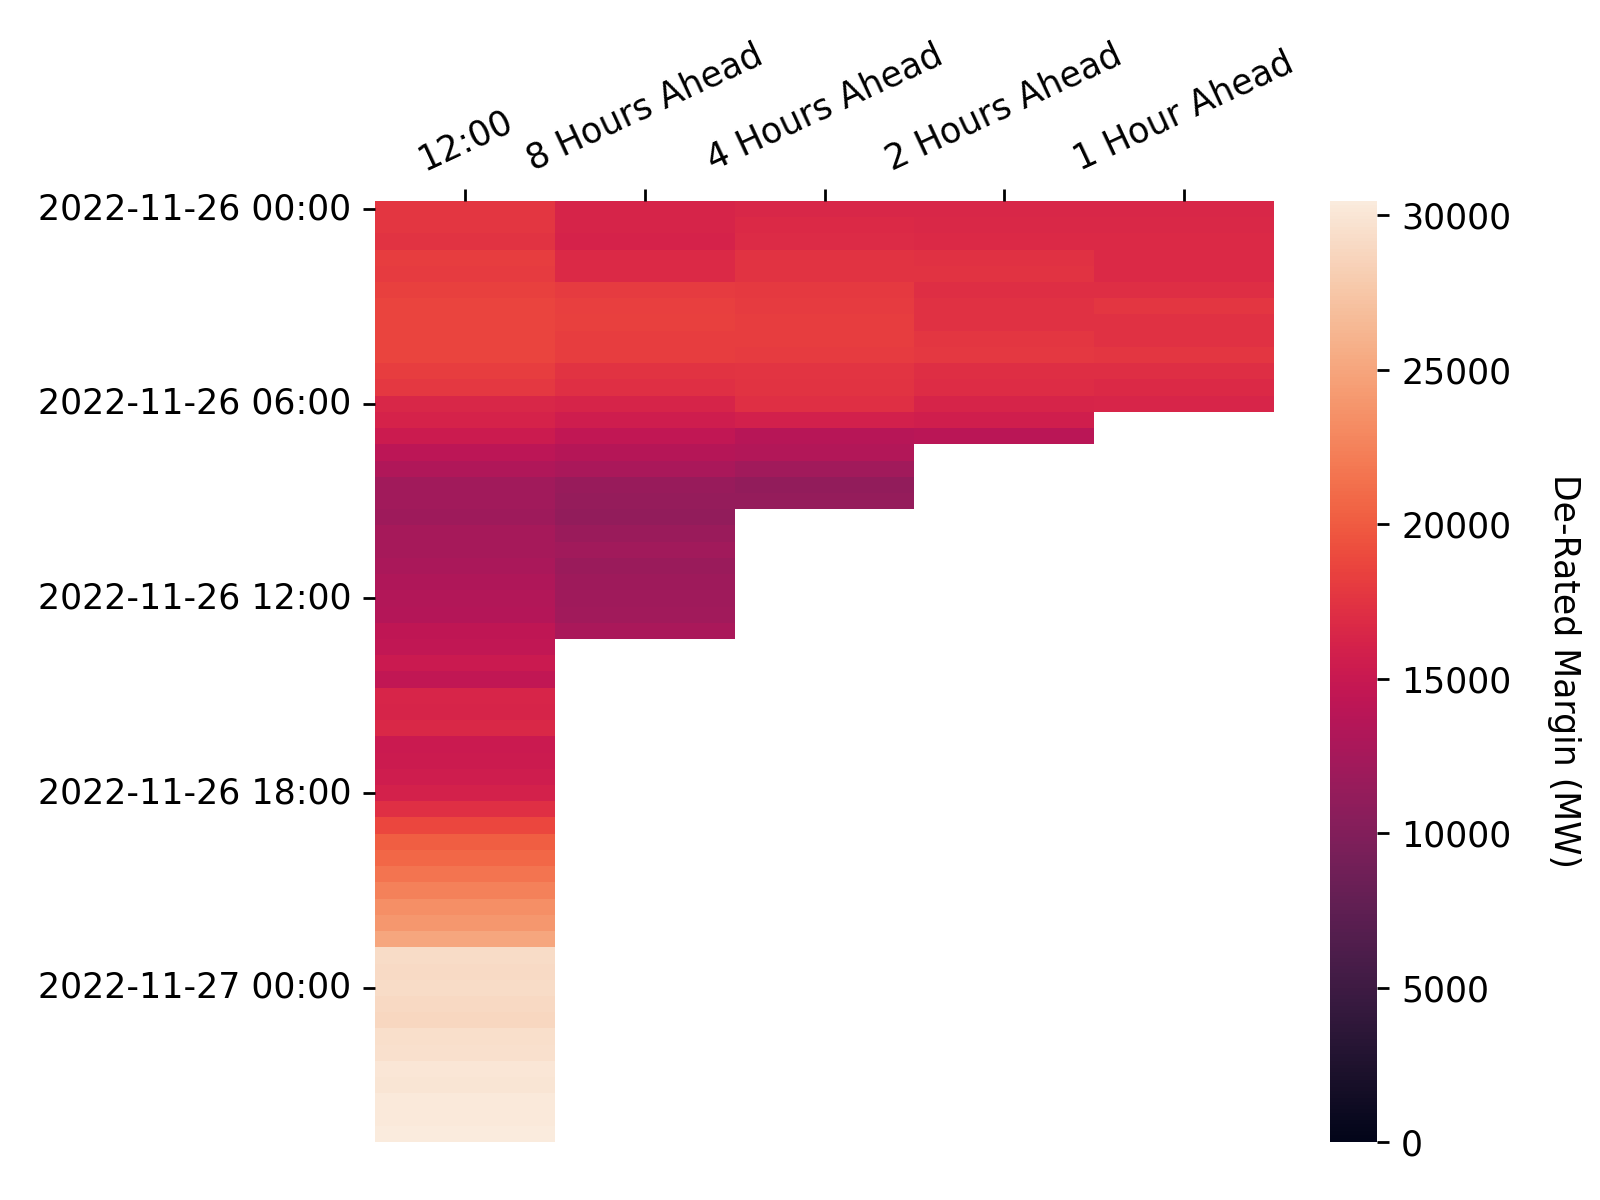 12:00
8 Hours Ahead
4 Hours Ahead
2 Hours Ahead
1 Hour Ahead
2022-11-26 00:00
2022-11-26 06:00
2022-11-26 12:00
2022-11-26 18:00
2022-11-27 00:00
30000
25000
20000
15000
10000
5000
0
De-Rated Margin (MW)